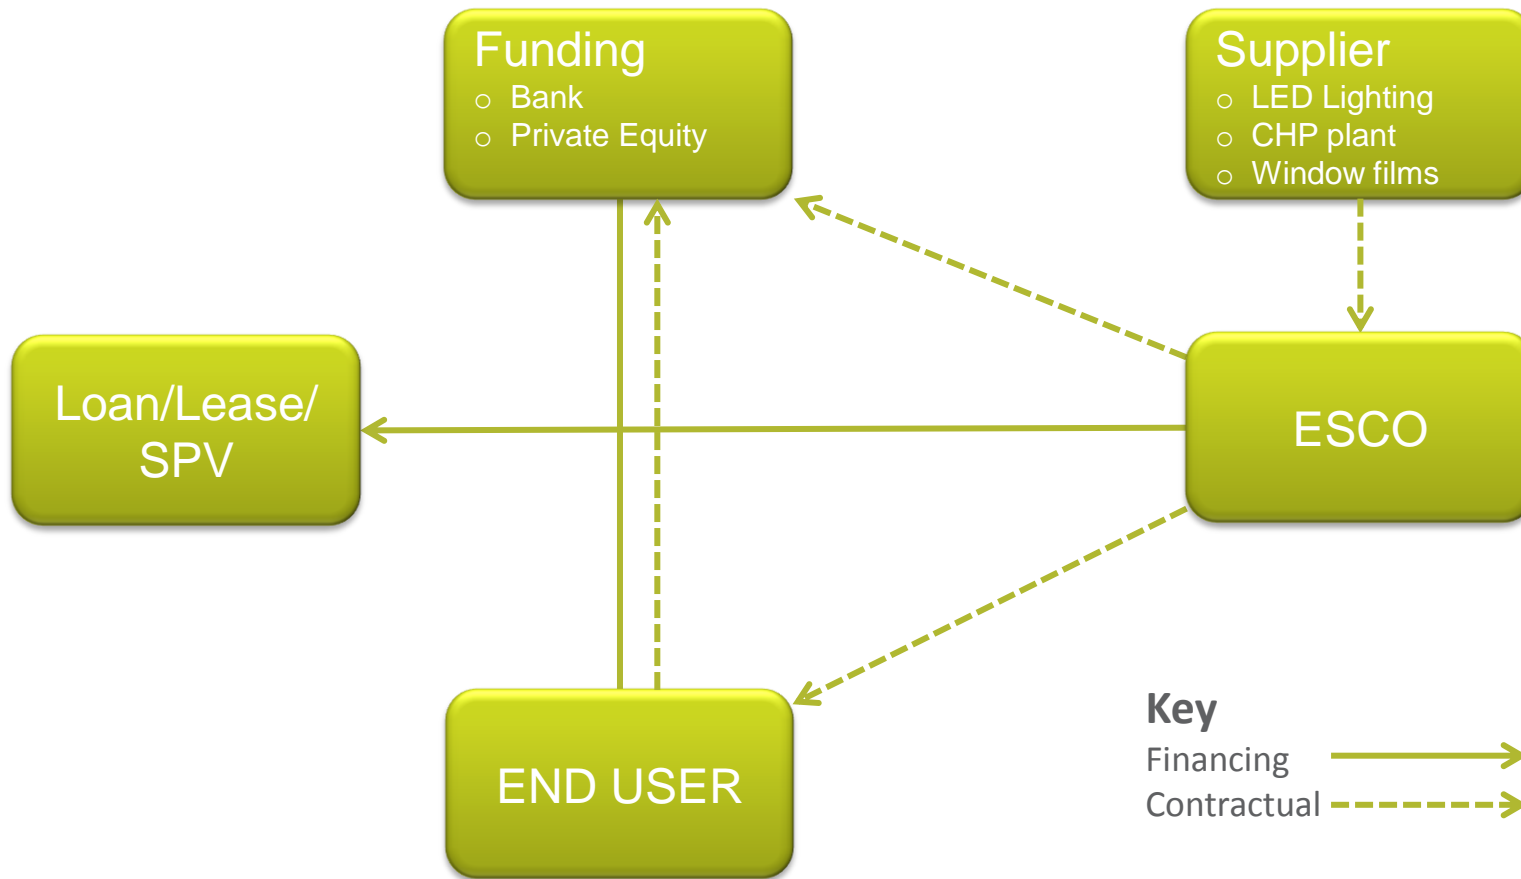 Funding
○ Bank
○ Private Equity
Supplier
○ LED Lighting
○ CHP plant
○ Window films
Loan/Lease/
SPV
ESCO
END USER
Key
Financing
Contractual